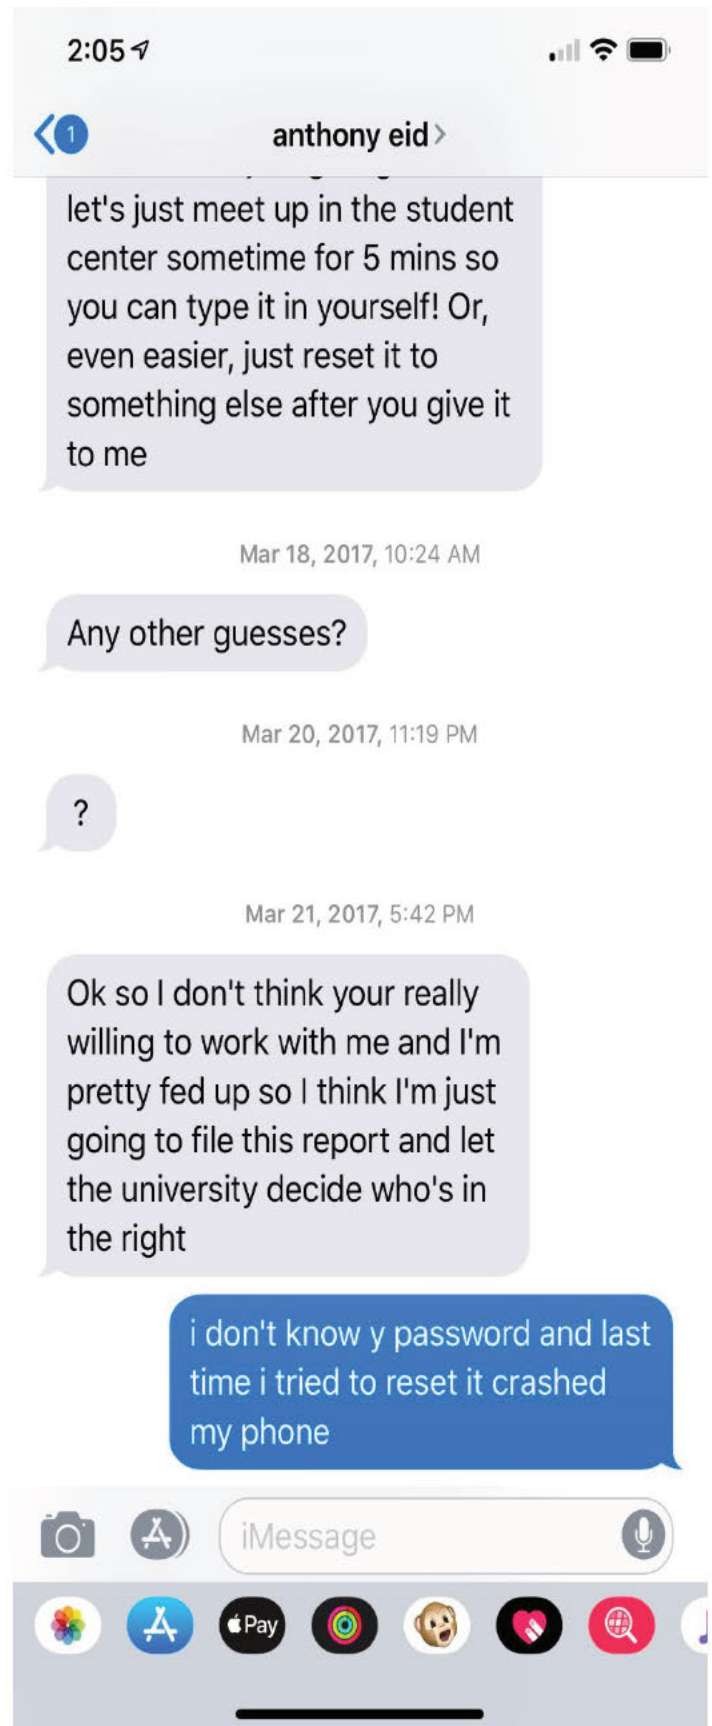 2:05
1
anthony eid
let's just meet up in the student
center sometime for 5 mins so
you can type it in yourself! Or,
even easier, just reset it to
something else after you give it
to me
Mar 18, 2017, 10:24 AM
Any other guesses?
Mar 20, 2017, 11:19 PM
?
Mar 21, 2017, 5:42 PM
Ok so I don't think your really
willing to work with me and I'm
pretty fed up so I think I'm just
going to file this report and let
the university decide who's in
the right
i don't know y password and last
time i tried to reset it crashed
my phone
iMessage
Pay